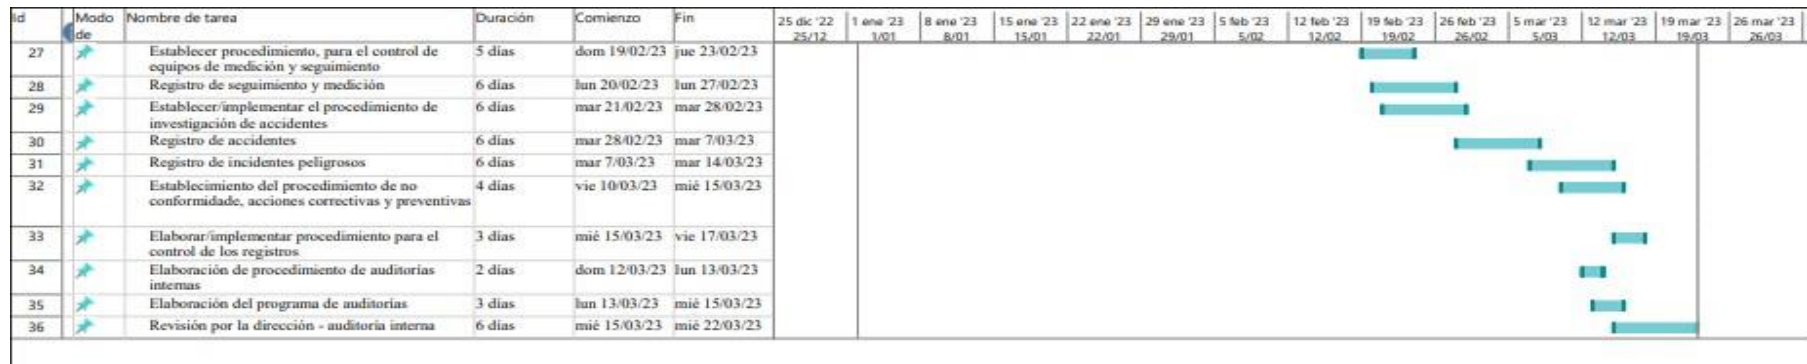 Id Modo de Nombre de tarea Duración Comienzo Fin 25 dic '22 1 ene '23 8 ene '23 15 ene '23 22 ene '23 29 ene '23 5 feb '23 12 feb '23 19 feb '23 26 feb '23 5 mar '23 12 mar '23 19 mar '23 26 mar '23
25/12 1/01 8/01 15/01 22/01 29/01 5/02 12/02 19/02 26/02 5/03 12/03 19/03 26/03
27 Establecer procedimiento, para el control de 5 días dom 19/02/23 jue 23/02/23
equipos de medición y seguimiento
28 Registro de seguimiento y medición 6 días lun 20/02/23 lun 27/02/23
29 Establecer/implementar el procedimiento de 6 días mar 21/02/23 mar 28/02/23
investigación de accidentes
30 Registro de accidentes 6 días mar 28/02/23 mar 7/03/23
31 Registro de incidentes peligrosos 6 días mar 7/03/23 mar 14/03/23
32 Establecimiento del procedimiento de no 4 días vie 10/03/23 mié 15/03/23
conformidade, acciones correctivas y preventivas
33 Elaborar/implementar procedimiento para el 3 días mié 15/03/23 vie 17/03/23
control de los registros
34 Elaboración de procedimiento de auditorías 2 días dom 12/03/23 lun 13/03/23
internas
35 Elaboración del programa de auditorías 3 días lun 13/03/23 mié 15/03/23
36 Revisión por la dirección - auditoría interna 6 días mié 15/03/23 mié 22/03/23